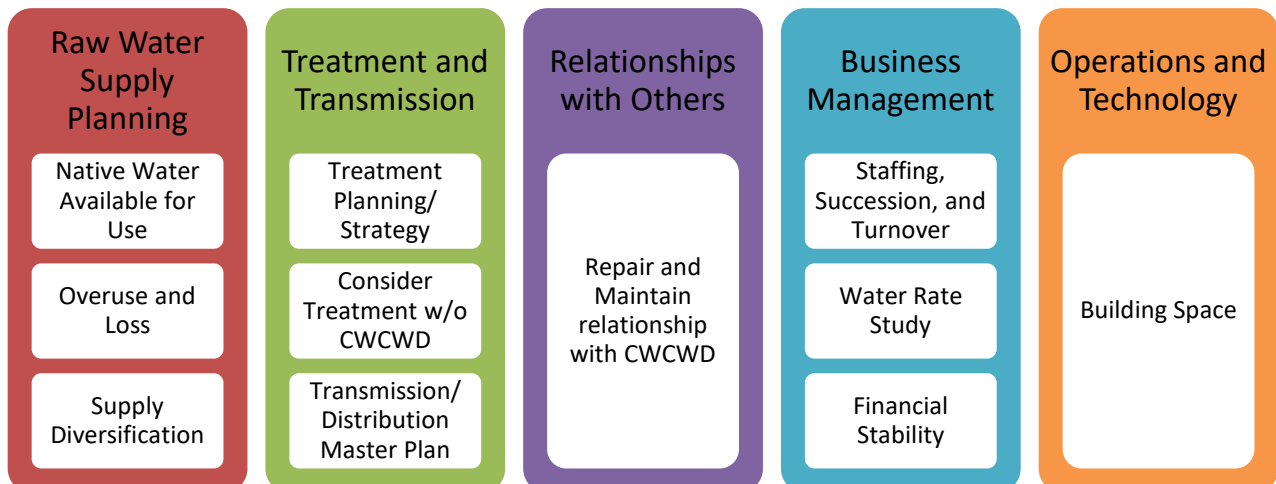 Raw Water
Supply
Planning
Native Water
Available for
Use
Overuse and
Loss
Supply
Diversification
Treatment and
Transmission
Treatment
Planning/
Strategy
Consider
Treatment w/o
CWCWD
Transmission/
Distribution
Master Plan
Relationships
with Others
Repair and
Maintain
relationship
with CWCWD
Business
Management
Staffing,
Succession, and
Turnover
Water Rate
Study
Financial
Stability
Operations and
Technology
Building Space